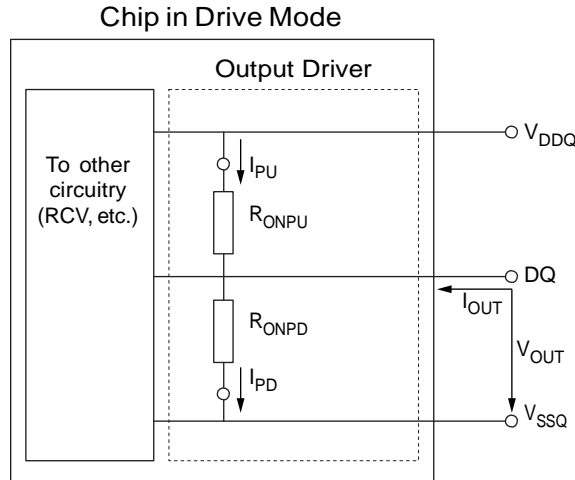 Chip in Drive Mode
Output Driver
To other
circuitry
(RCV, etc.)
I_PU
R_ONPU
R_ONPD
I_PD
V_DDQ
DQ
I_OUT
V_OUT
V_SSQ